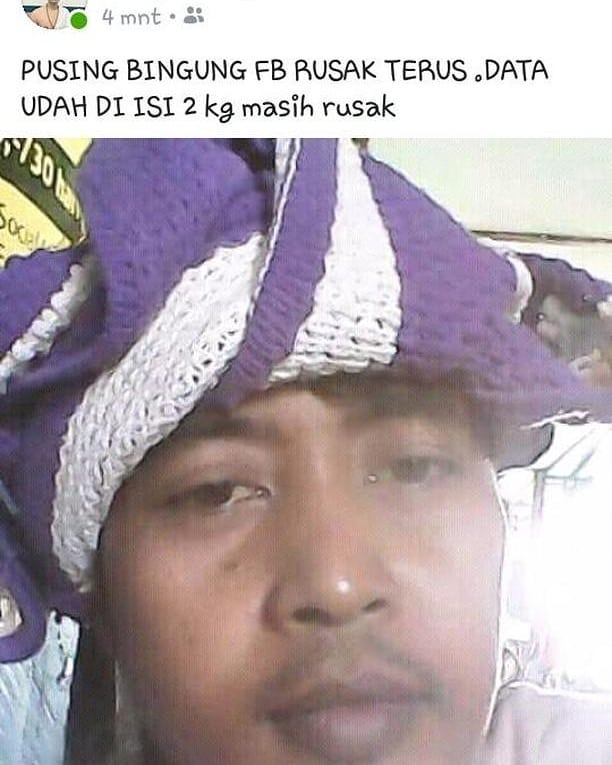 4 mnt
PUSING BINGUNG FB RUSAK TERUS .DATA
UDAH DI ISI 2 kg masih rusak